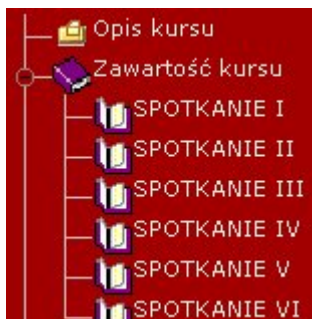 Opis kursu
Zawartość kursu
SPOTKANIE I
SPOTKANIE II
SPOTKANIE III
SPOTKANIE IV
SPOTKANIE V
SPOTKANIE VI